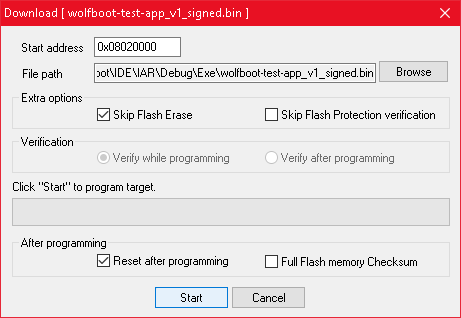 Download [ wolfboot-test-app_v1_signed.bin ]
Start address 0x08020000
File path oot\IDE\IAR\Debug\Exe\wolfboot-test-app_v1_signed.bin Browse
Extra options
Skip Flash Erase Skip Flash Protection verification
Verification
Verify while programming Verify after programming
Click "Start" to program target.
After programming
Reset after programming Full Flash memory Checksum
Start Cancel